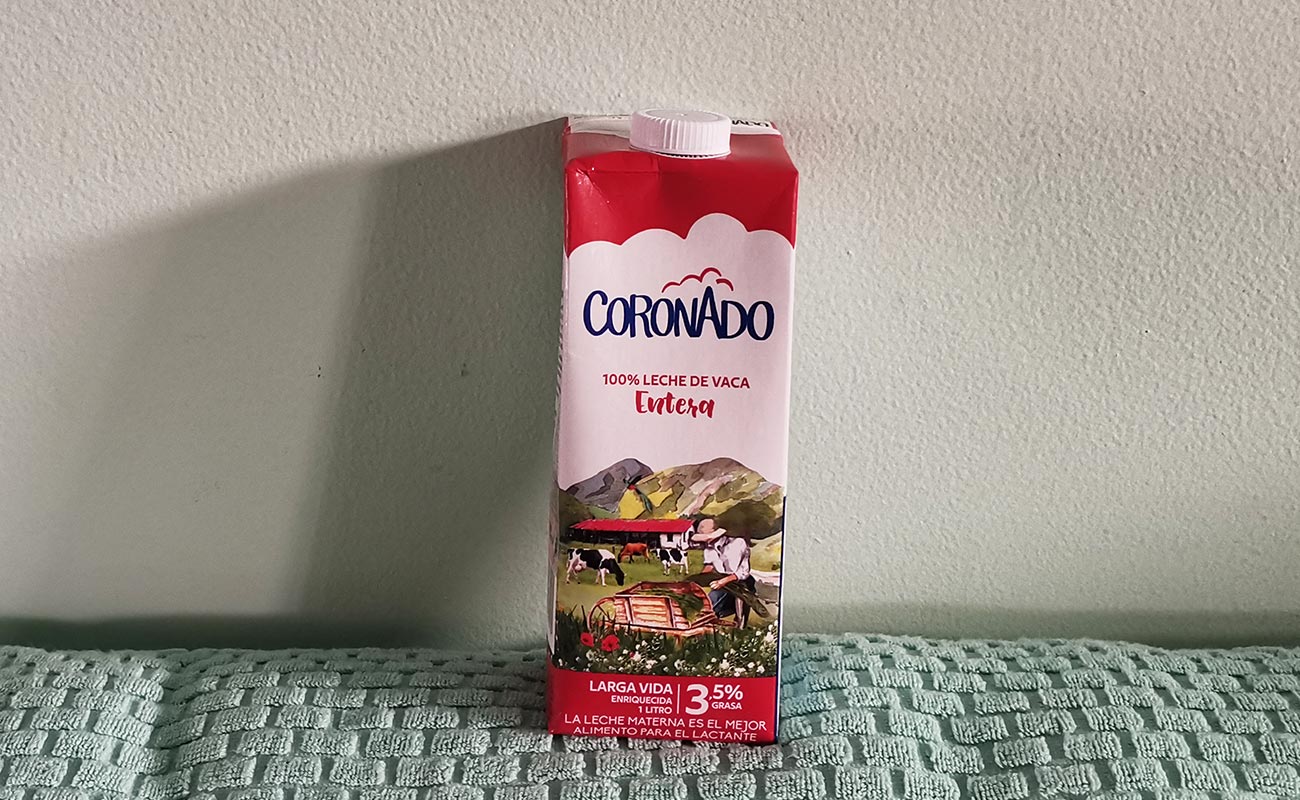 CORONADO
100% LECHE DE VACA
Entera
LARGA VIDA
ENRIQUECIDA
1 LITRO
3,5%
GRASA
LA LECHE MATERNA ES EL MEJOR
ALIMENTO PARA EL LACTANTE